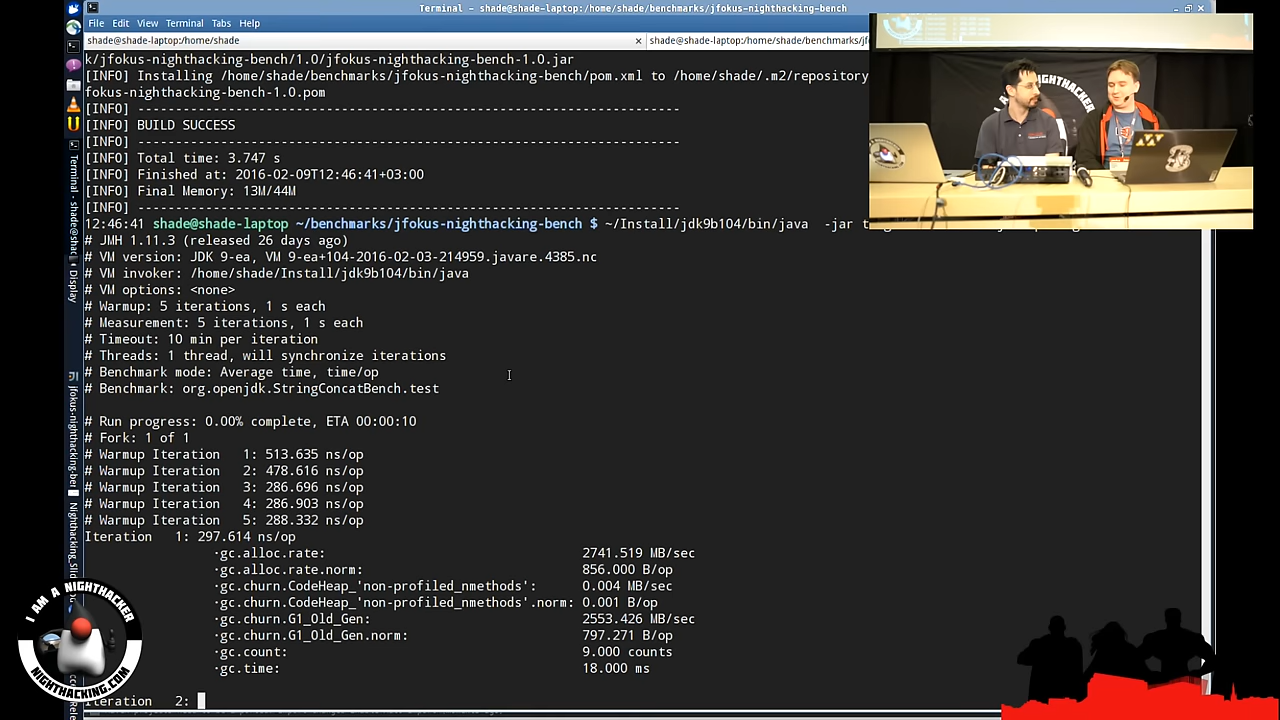 Terminal - shade@shade-laptop:/home/shade/benchmarks/jfokus-nighthacking-bench
File Edit View Terminal Tabs Help
shade@shade-laptop:/home/shade
shade@shade-laptop:/home/shade/benchmarks/jf
k/jfokus-nighthacking-bench/1.0/jfokus-nighthacking-bench-1.0.jar
[INFO] Installing /home/shade/benchmarks/jfokus-nighthacking-bench/pom.xml to /home/shade/.m2/repository
fokus-nighthacking-bench-1.0.pom
[INFO] ------------------------------------------------------------------------
[INFO] BUILD SUCCESS
[INFO] ------------------------------------------------------------------------
[INFO] Total time: 3.747 s
[INFO] Finished at: 2016-02-09T12:46:41+03:00
[INFO] Final Memory: 13M/44M
[INFO] ------------------------------------------------------------------------
12:46:41 shade@shade-laptop ~/benchmarks/jfokus-nighthacking-bench $ ~/Install/jdk9b104/bin/java -jar t
# JMH 1.11.3 (released 26 days ago)
# VM version: JDK 9-ea, VM 9-ea+104-2016-02-03-214959.javare.4385.nc
# VM invoker: /home/shade/Install/jdk9b104/bin/java
# VM options: <none>
# Warmup: 5 iterations, 1 s each
# Measurement: 5 iterations, 1 s each
# Timeout: 10 min per iteration
# Threads: 1 thread, will synchronize iterations
# Benchmark mode: Average time, time/op
# Benchmark: org.openjdk.StringConcatBench.test
# Run progress: 0.00% complete, ETA 00:00:10
# Fork: 1 of 1
# Warmup Iteration 1: 513.635 ns/op
# Warmup Iteration 2: 478.616 ns/op
# Warmup Iteration 3: 286.696 ns/op
# Warmup Iteration 4: 286.903 ns/op
# Warmup Iteration 5: 288.332 ns/op
Iteration 1: 297.614 ns/op
·gc.alloc.rate: 2741.519 MB/sec
·gc.alloc.rate.norm: 856.000 B/op
·gc.churn.CodeHeap_'non-profiled_nmethods': 0.004 MB/sec
·gc.churn.CodeHeap_'non-profiled_nmethods'.norm: 0.001 B/op
·gc.churn.G1_Old_Gen: 2553.426 MB/sec
·gc.churn.G1_Old_Gen.norm: 797.271 B/op
·gc.count: 9.000 counts
·gc.time: 18.000 ms
Iteration 2:
Terminal - shade@shad
Display
jfokus-nighthacking-be
Nighthacking_Slid
I AM A NIGHTHACKER
NIGHTHACKING.COM